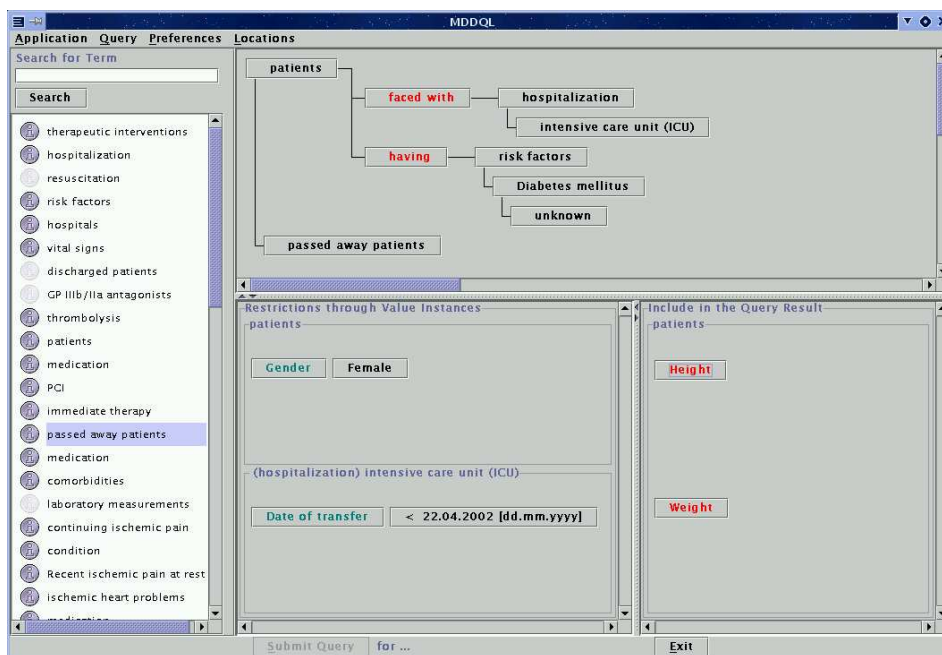 MDDQL
Application Query Preferences Locations
Search for Term
Search
therapeutic interventions
hospitalization
resuscitation
risk factors
hospitals
vital signs
discharged patients
GP IIIb/IIa antagonists
thrombolysis
patients
medication
PCI
immediate therapy
passed away patients
medication
comorbidities
laboratory measurements
continuing ischemic pain
condition
Recent ischemic pain at rest
ischemic heart problems
medication
patients
faced with hospitalization
intensive care unit (ICU)
having risk factors
Diabetes mellitus
unknown
passed away patients
Restrictions through Value Instances
patients
Gender Female
(hospitalization) intensive care unit (ICU)
Date of transfer < 22.04.2002 [dd.mm.yyyy]
Include in the Query Result
patients
Height
Weight
Submit Query for ... Exit